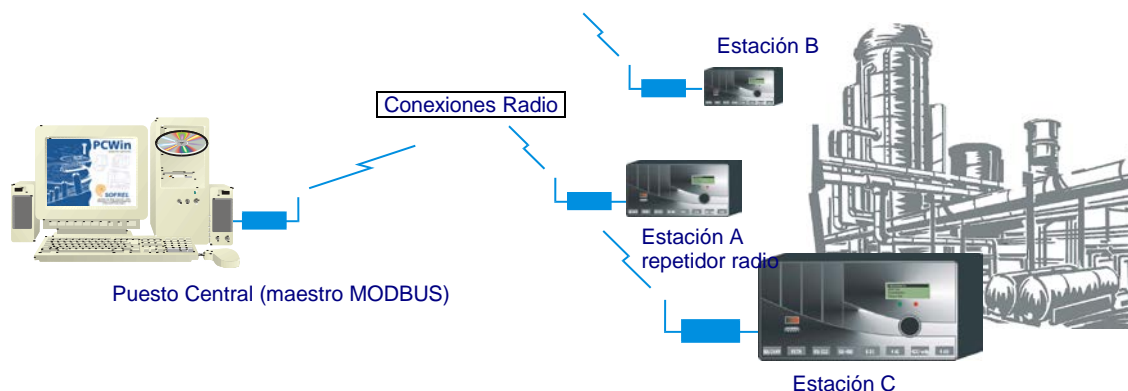 Estación B
Conexiones Radio
PCWin
SOFREL
Estación A
repetidor radio
Puesto Central (maestro MODBUS)
Estación C